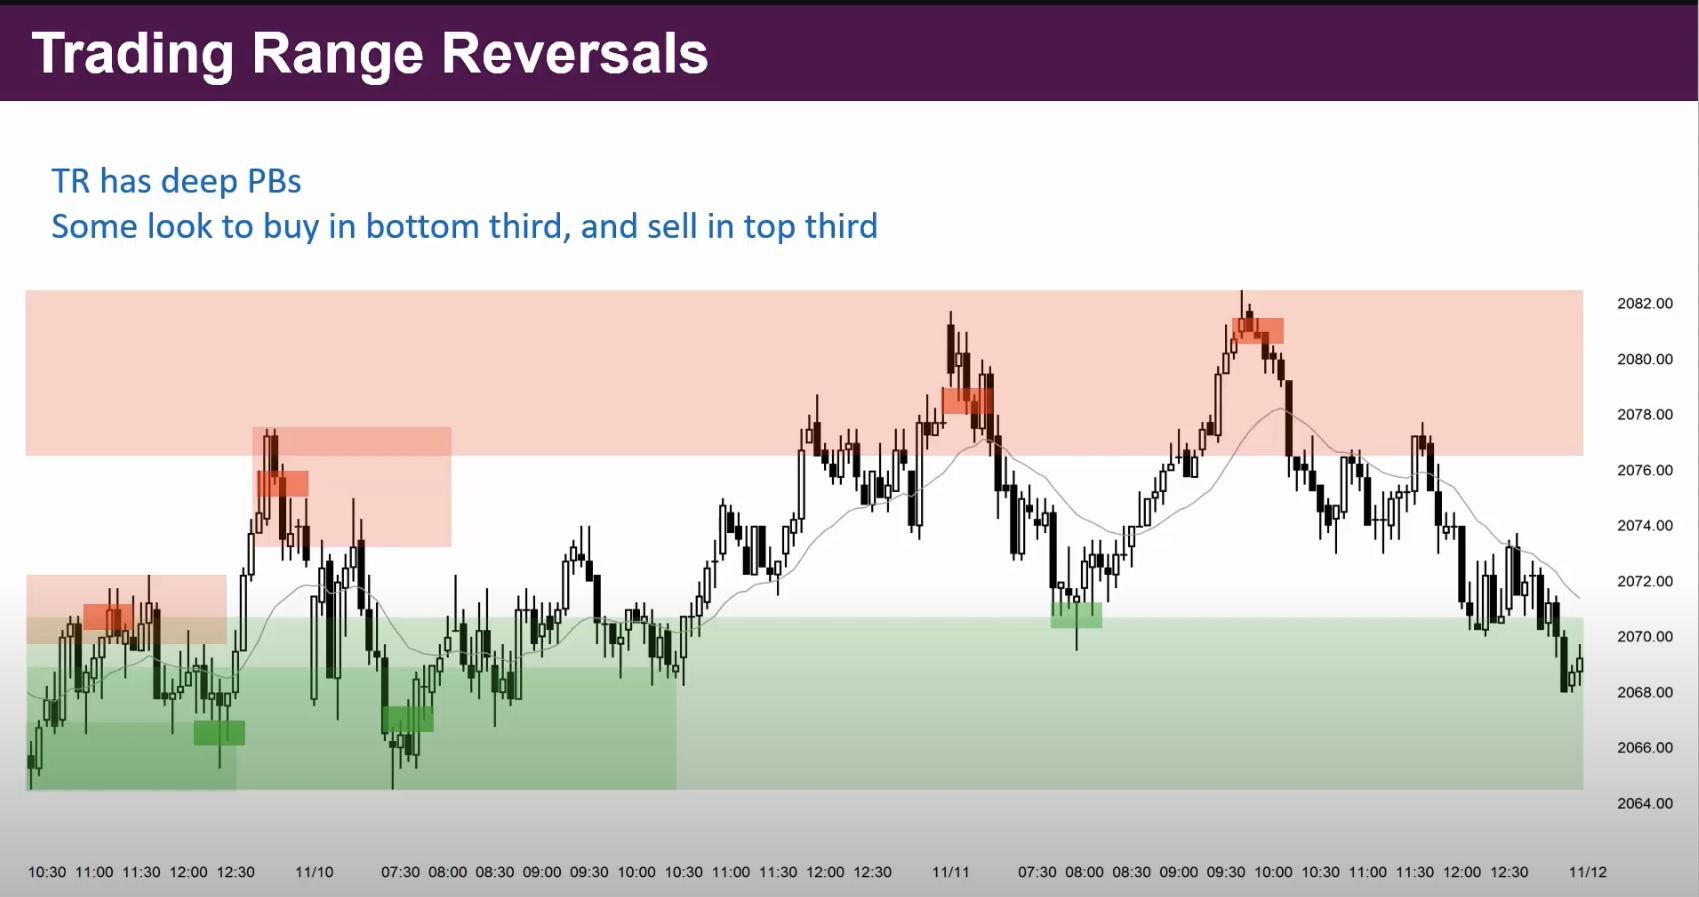 Trading Range Reversals
TR has deep PBs
Some look to buy in bottom third, and sell in top third
2082.00
2080.00
2078.00
2076.00
2074.00
2072.00
2070.00
2068.00
2066.00
2064.00
10:30 11:00 11:30 12:00 12:30 11/10 07:30 08:00 08:30 09:00 09:30 10:00 10:30 11:00 11:30 12:00 12:30 11/11 07:30 08:00 08:30 09:00 09:30 10:00 10:30 11:00 11:30 12:00 12:30 11/12